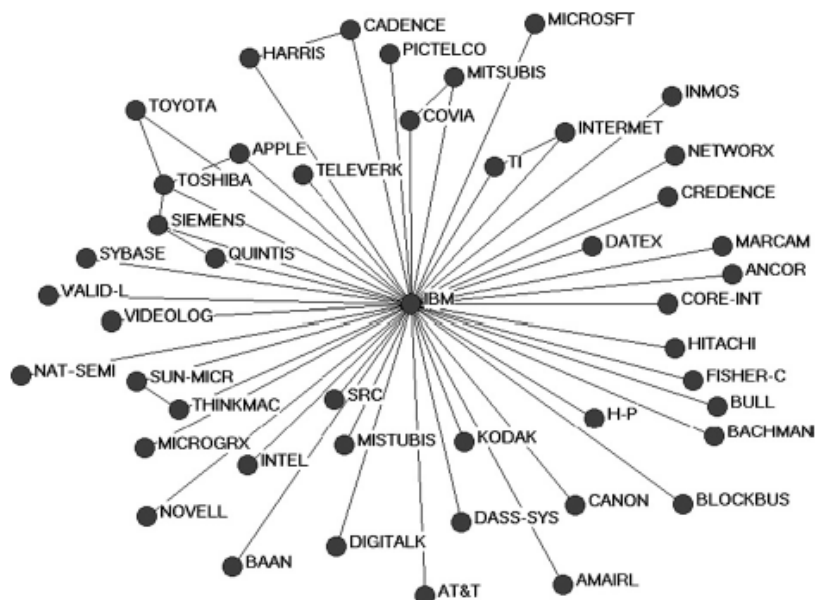 MICROSFT
CADENCE
HARRIS
PICTELCO
MITSUBIS
INMOS
TOYOTA
COVIA
INTERMET
APPLE
NETWORX
TELEVERK
TI
TOSHIBA
CREDENCE
SIEMENS
DATEX
MARCAM
SYBASE
QUINTIS
ANCOR
VALID-L
IBM
CORE-INT
VIDEOLOG
HITACHI
NAT-SEMI
SUN-MICR
FISHER-C
SRC
BULL
THINKMAC
H-P
BACHMAN
MICROGRX
MISTUBIS
KODAK
INTEL
CANON
BLOCKBUS
NOVELL
DASS-SYS
DIGITALK
BAAN
AMAIRL
AT&T